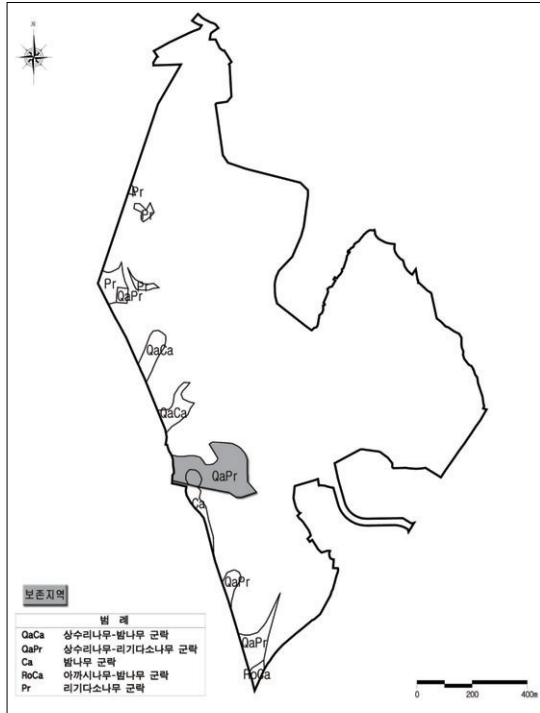 N
Pr
Pr
Pr
Pr
QaPr
QaCa
QaCa
QaPr
Ca
QaPr
QaPr
RoCa
보존지역
범 례
QaCa 상수리나무-밤나무 군락
QaPr 상수리나무-리기다소나무 군락
Ca 밤나무 군락
RoCa 아까시나무-밤나무 군락
Pr 리기다소나무 군락
0 200 400m